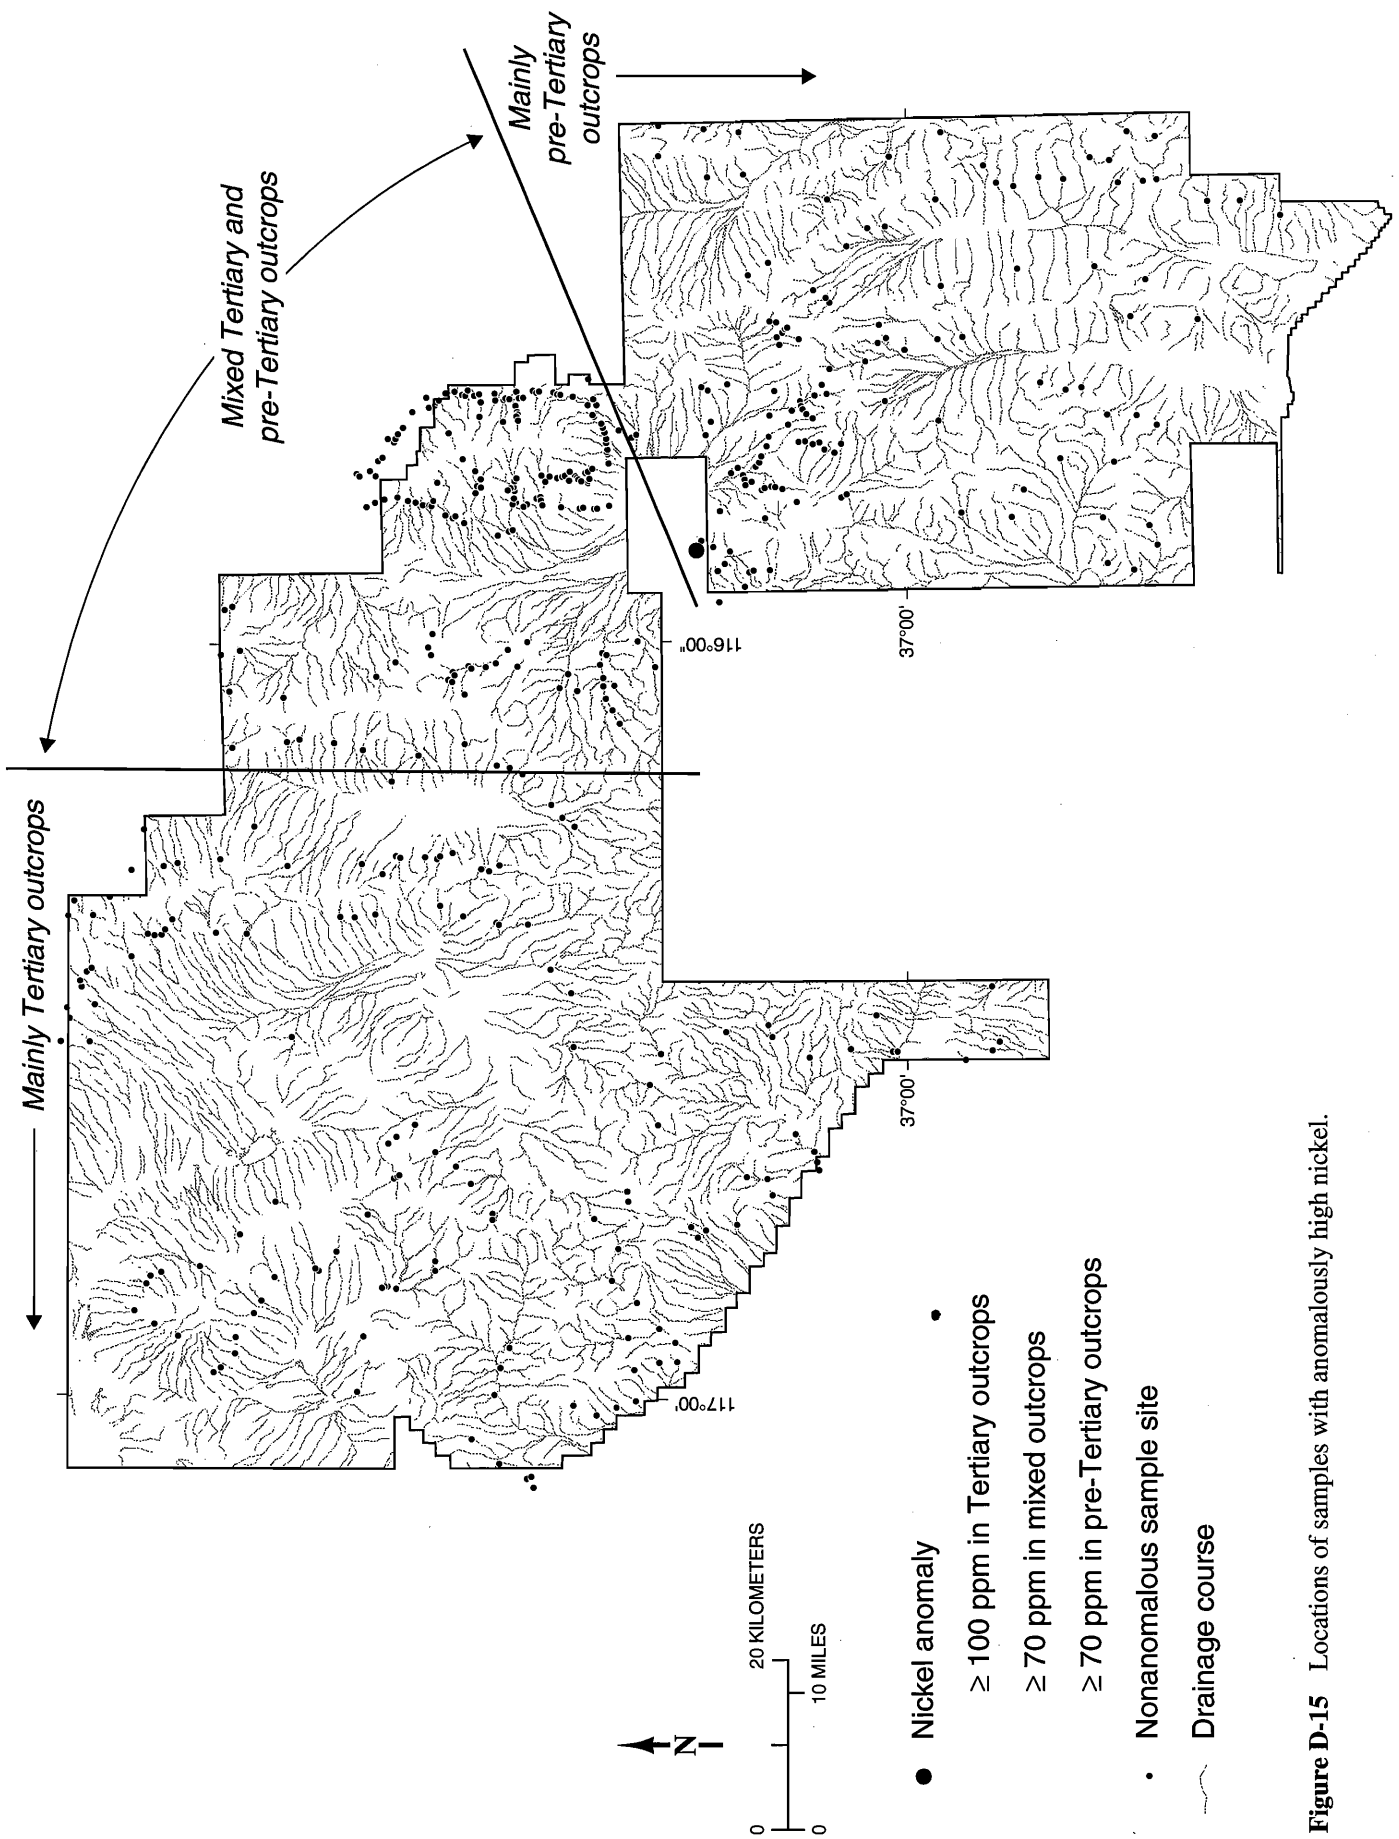 Mainly Tertiary outcrops
Mixed Tertiary and
pre-Tertiary outcrops
Mainly
pre-Tertiary
outcrops
117°00'
116°00"
37°00'
37°00'
N
0 20 KILOMETERS
0 10 MILES
Nickel anomaly
≥ 100 ppm in Tertiary outcrops
≥ 70 ppm in mixed outcrops
≥ 70 ppm in pre-Tertiary outcrops
Nonanomalous sample site
Drainage course
Figure D-15 Locations of samples with anomalously high nickel.